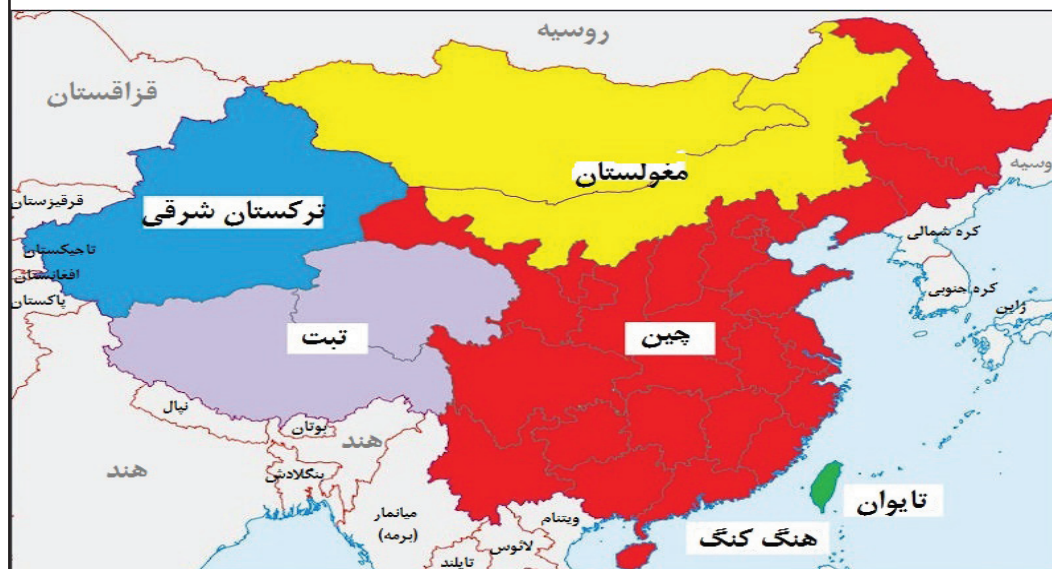 روسیه
قزاقستان
مغولستان
وسیه
قرقیزستان
ترکستان شرقی
کره شمالی
تاجیکستان
افغانستان
پاکستان
کره جنوبی
ژاپن
تبت
چین
نپال
بوتان
هند
هند
بنگلادش
تایوان
میانمار
(برمه)
ویتنام
هنگ کنگ
لائوس
تایلند